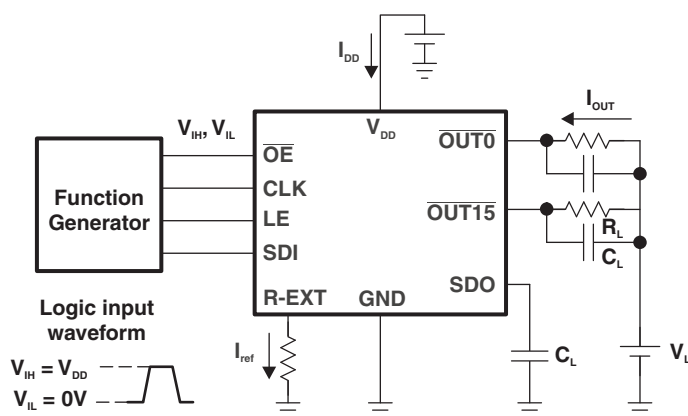 I_DD
I_OUT
V_IH, V_IL
V_DD
OE
OUT0
Function
Generator
CLK
LE
OUT15
R_L
SDI
C_L
SDO
R-EXT
GND
Logic input
waveform
I_ref
C_L
V_L
V_IH = V_DD
V_IL = 0V